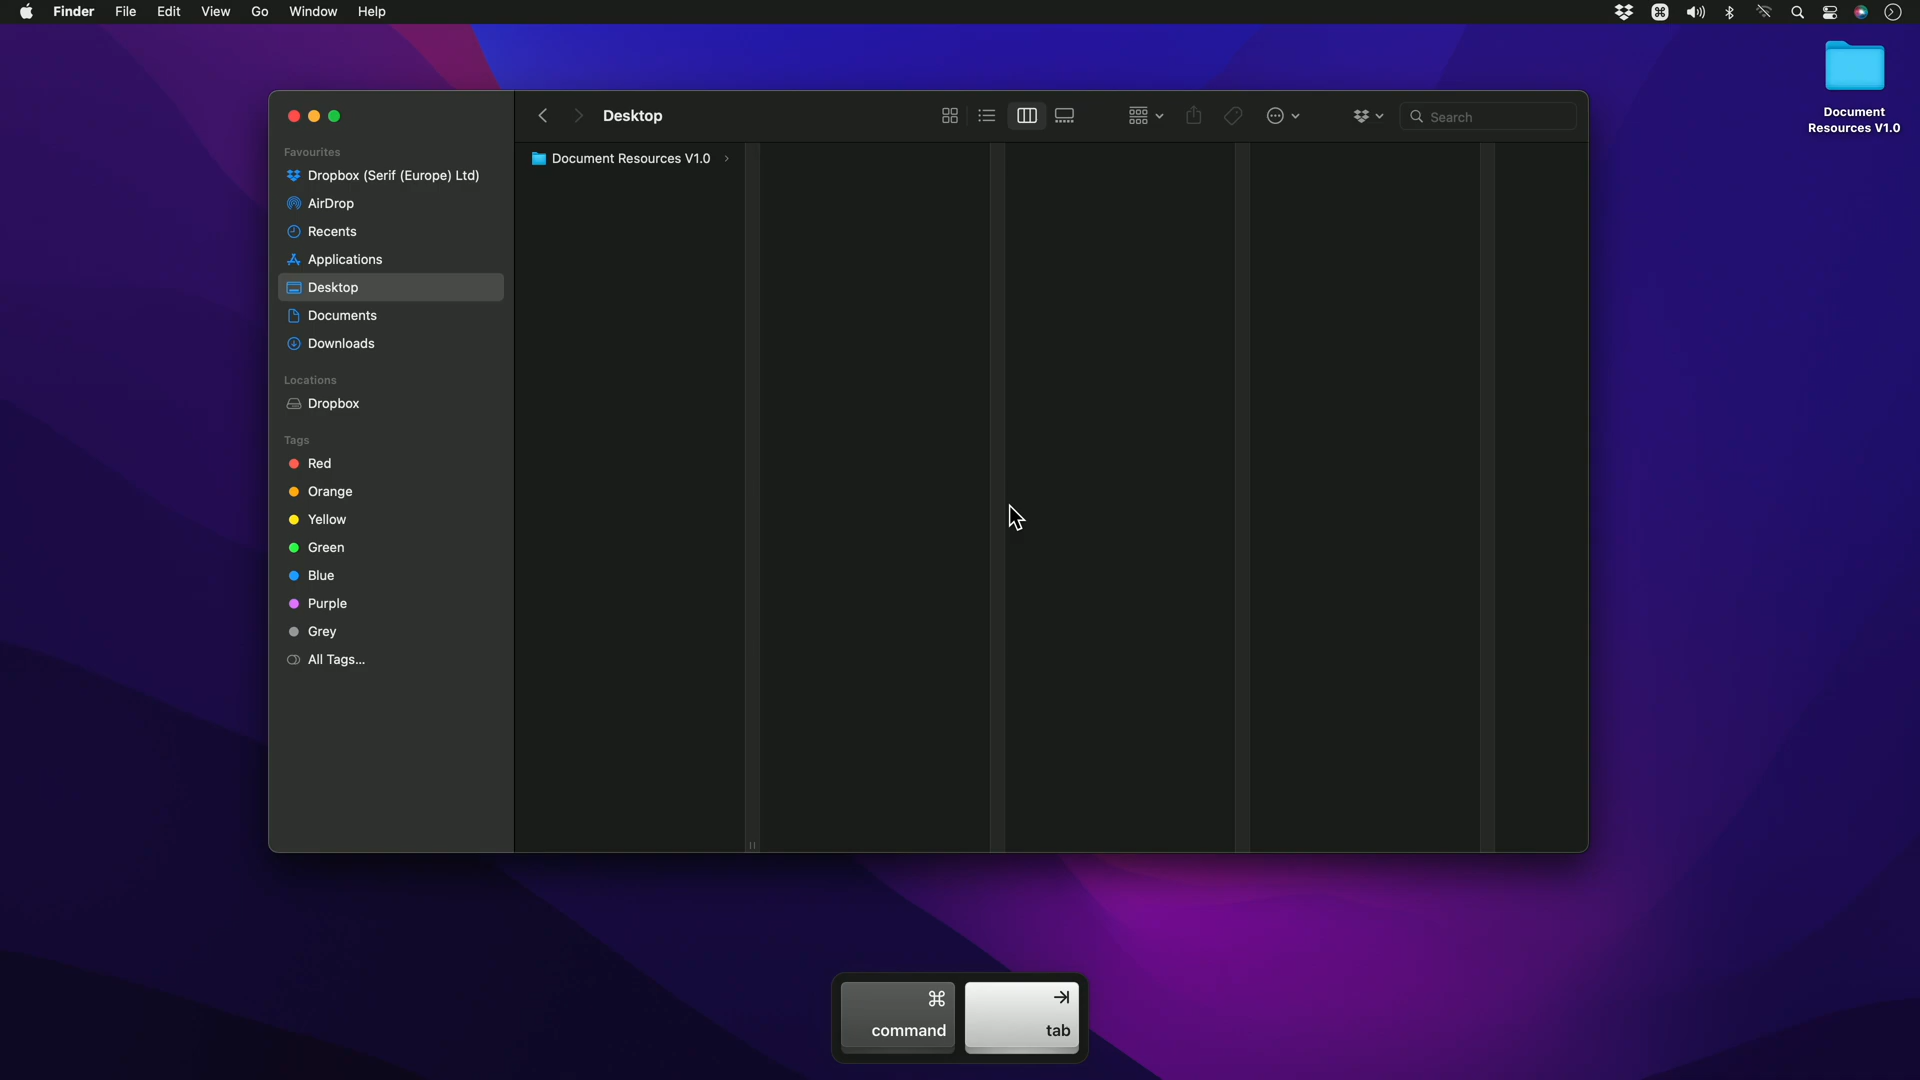 Finder File Edit View Go Window Help
Document
Resources V1.0
Desktop
Search
Favourites
Dropbox (Serif (Europe) Ltd)
AirDrop
Recents
Applications
Desktop
Documents
Downloads
Locations
Dropbox
Tags
Red
Orange
Yellow
Green
Blue
Purple
Grey
All Tags...
Document Resources V1.0
⌘
command
⇥
tab